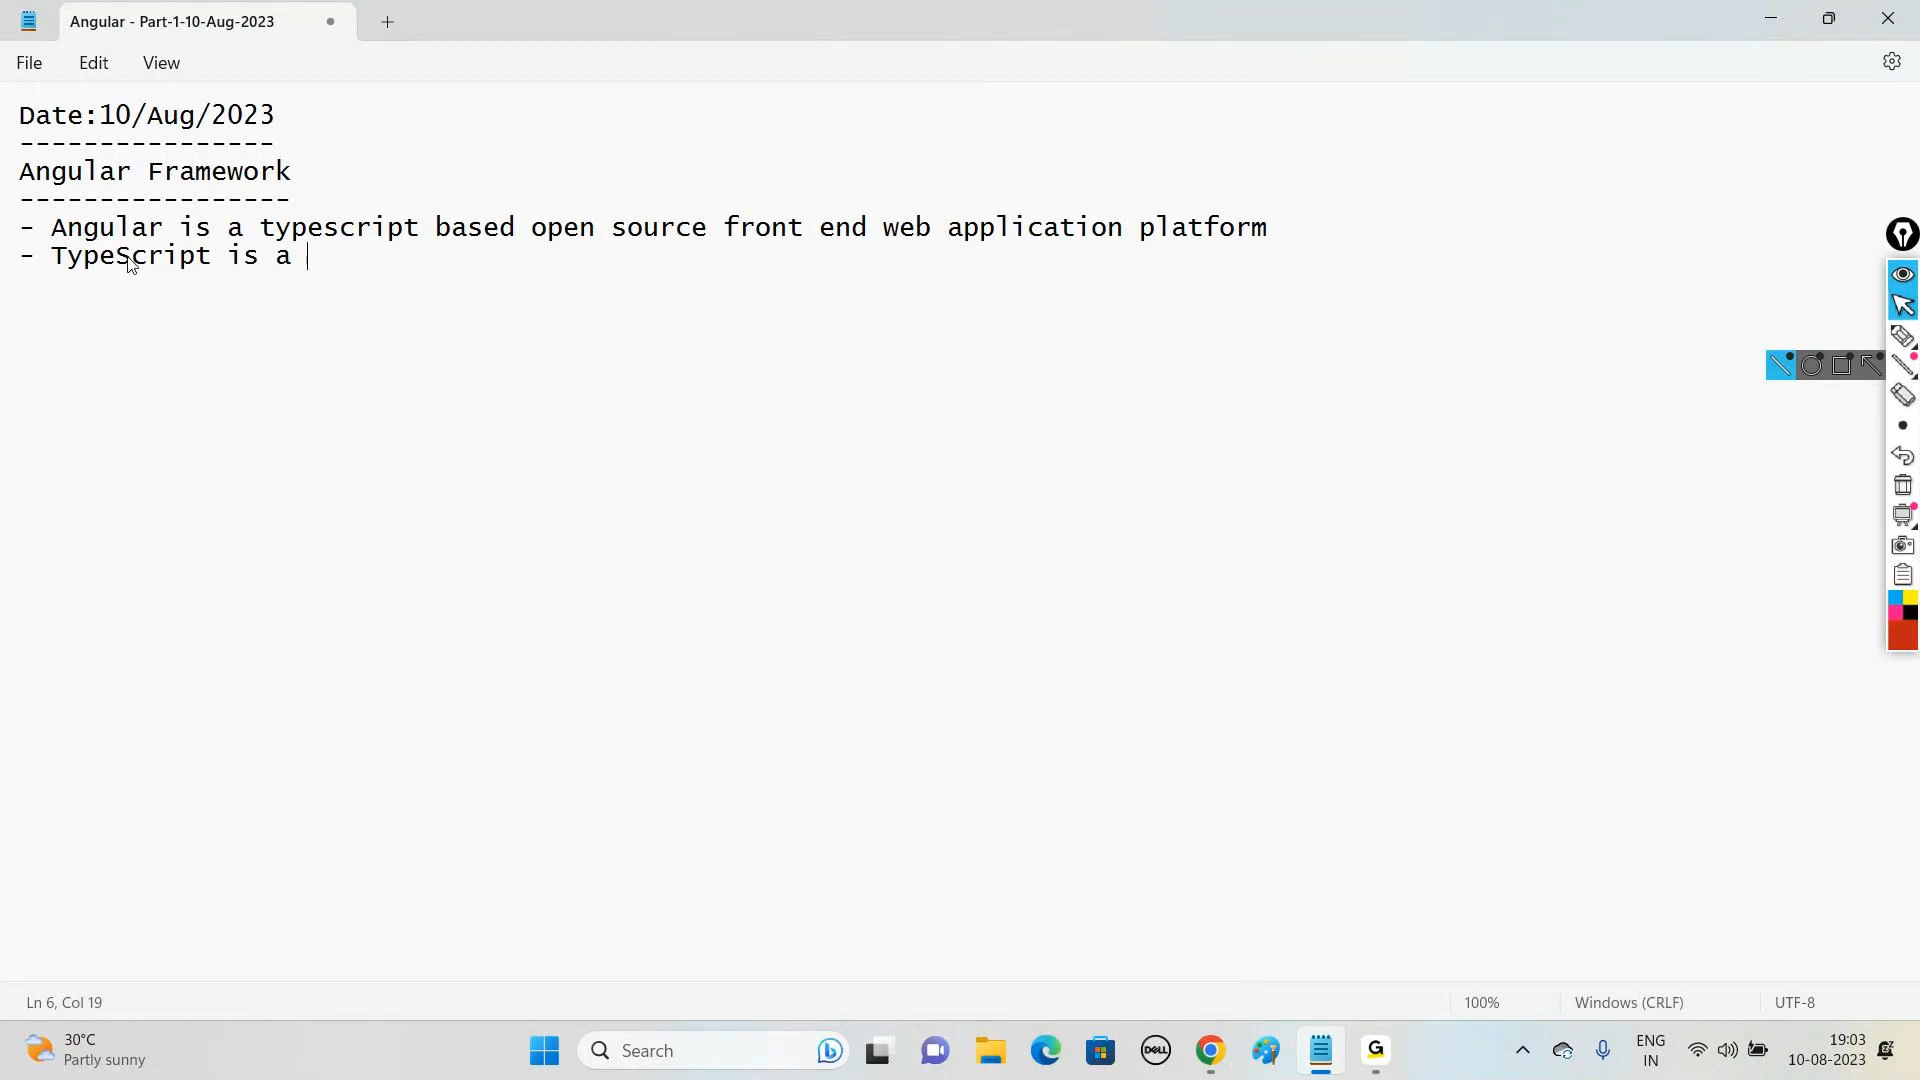 Angular - Part-1-10-Aug-2023
File Edit View
Date:10/Aug/2023
----------------
Angular Framework
-----------------
- Angular is a typescript based open source front end web application platform
- TypeScript is a
Ln 6, Col 19 100% Windows (CRLF) UTF-8
30°C
Partly sunny
Search
DELL
ENG
IN
19:03
10-08-2023